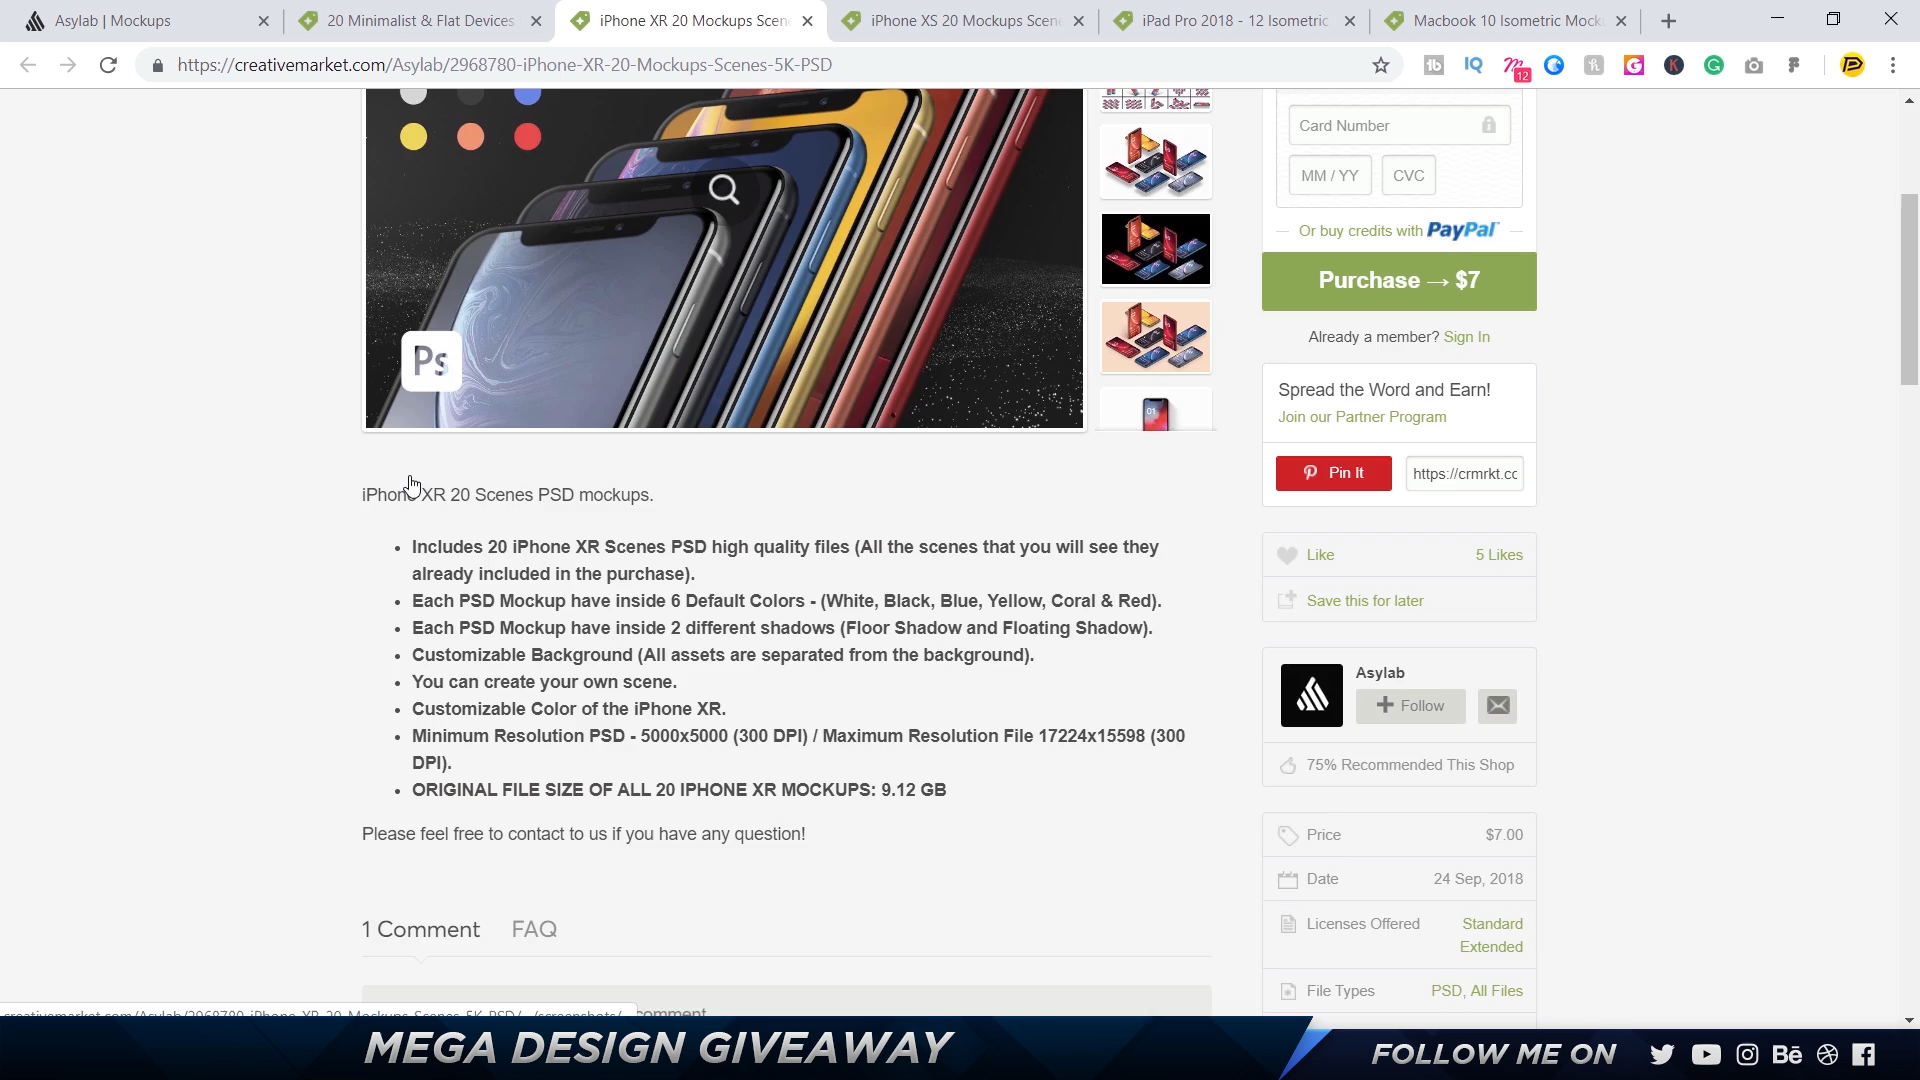 Asylab | Mockups
20 Minimalist & Flat Devices
iPhone XR 20 Mockups Scene
iPhone XS 20 Mockups Scene
iPad Pro 2018 - 12 Isometric
Macbook 10 Isometric Mock
https://creativemarket.com/Asylab/2968780-iPhone-XR-20-Mockups-Scenes-5K-PSD
12
Card Number
MM / YY
CVC
Or buy credits with PayPal
Purchase → $7
Already a member? Sign In
Ps
01
Spread the Word and Earn!
Join our Partner Program
Pin It
https://crmrkt.cc
iPhone XR 20 Scenes PSD mockups.
• Includes 20 iPhone XR Scenes PSD high quality files (All the scenes that you will see they
already included in the purchase).
• Each PSD Mockup have inside 6 Default Colors - (White, Black, Blue, Yellow, Coral & Red).
• Each PSD Mockup have inside 2 different shadows (Floor Shadow and Floating Shadow).
• Customizable Background (All assets are separated from the background).
• You can create your own scene.
• Customizable Color of the iPhone XR.
• Minimum Resolution PSD - 5000x5000 (300 DPI) / Maximum Resolution File 17224x15598 (300
DPI).
• ORIGINAL FILE SIZE OF ALL 20 IPHONE XR MOCKUPS: 9.12 GB
Please feel free to contact to us if you have any question!
1 Comment
FAQ
Like
5 Likes
Save this for later
Asylab
Follow
75% Recommended This Shop
Price
$7.00
Date
24 Sep, 2018
Licenses Offered
Standard
Extended
File Types
PSD, All Files
comment
MEGA DESIGN GIVEAWAY
FOLLOW ME ON
Bē